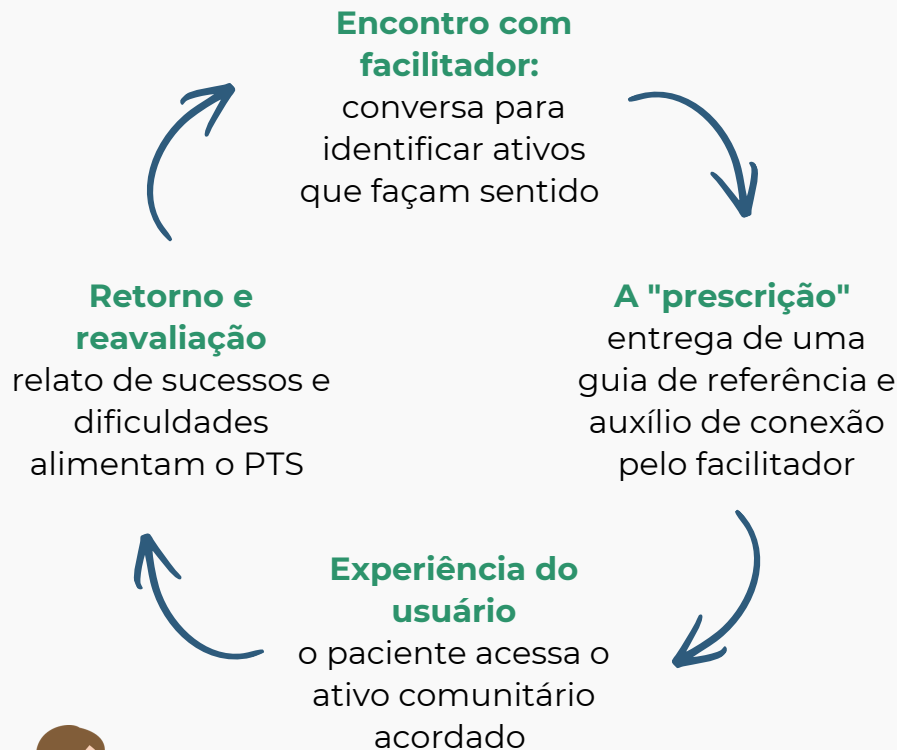 Encontro com
facilitador:
conversa para
identificar ativos
que façam sentido
A "prescrição"
entrega de uma
guia de referência e
auxílio de conexão
pelo facilitador
Experiência do
usuário
o paciente acessa o
ativo comunitário
acordado
Retorno e
reavaliação
relato de sucessos e
dificuldades
alimentam o PTS